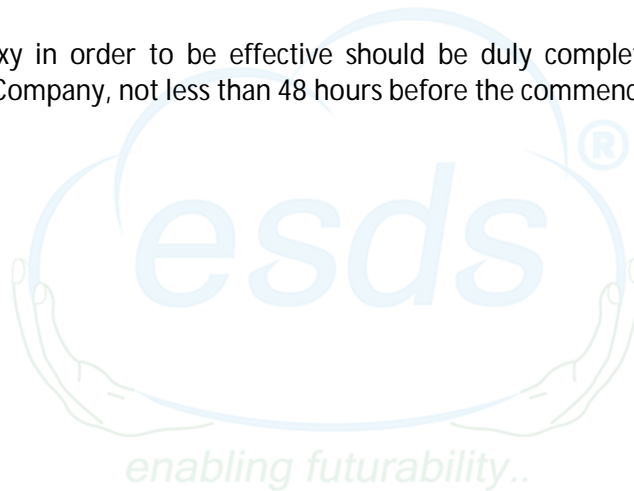 xy in order to be effective should be duly complet
Company, not less than 48 hours before the commenc
esds ®
enabling futurability..